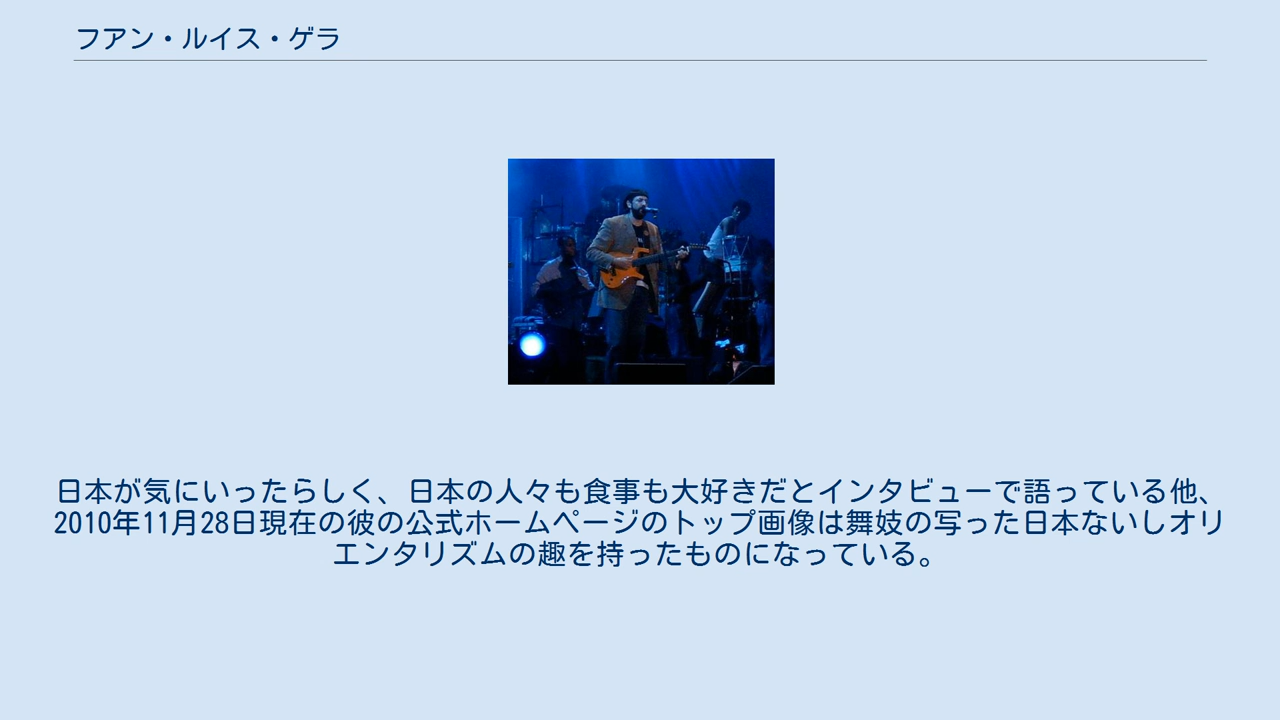 フアン・ルイス・ゲラ
日本が気にいったらしく、日本の人々も食事も大好きだとインタビューで語っている他、
2010年11月28日現在の彼の公式ホームページのトップ画像は舞妓の写った日本ないしオリ
エンタリズムの趣を持ったものになっている。